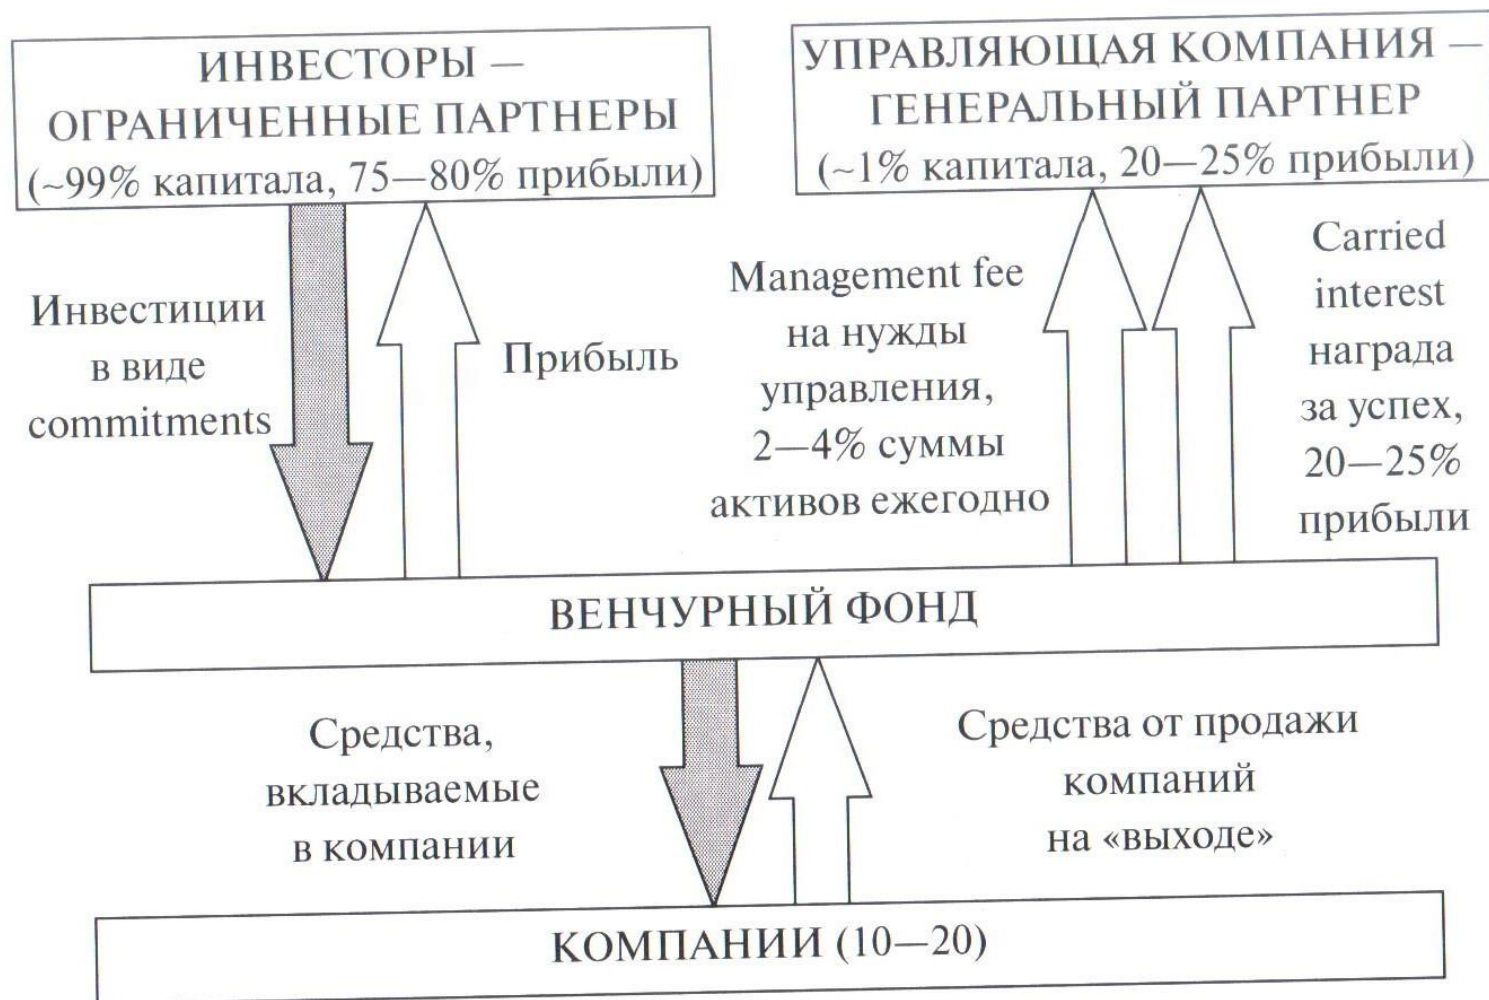 ИНВЕСТОРЫ —
ОГРАНИЧЕННЫЕ ПАРТНЕРЫ
(~99% капитала, 75—80% прибыли)
УПРАВЛЯЮЩАЯ КОМПАНИЯ —
ГЕНЕРАЛЬНЫЙ ПАРТНЕР
(~1% капитала, 20—25% прибыли)
Инвестиции
в виде
commitments
Прибыль
Management fee
на нужды
управления,
2—4% суммы
активов ежегодно
Carried
interest
награда
за успех,
20—25%
прибыли
ВЕНЧУРНЫЙ ФОНД
Средства,
вкладываемые
в компании
Средства от продажи
компаний
на «выходе»
КОМПАНИИ (10—20)